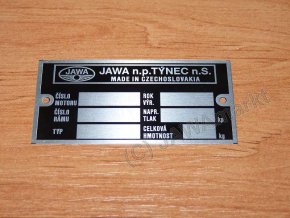 JAWA
JAWA n.p. TÝNEC n.S.
MADE IN CZECHOSLOVAKIA
ČÍSLO MOTORU
ROK VÝR.
ČÍSLO RÁMU
NAPR. TLAK
kp
TYP
CELKOVÁ HMOTNOST
kg
(C) JAWAmarkt